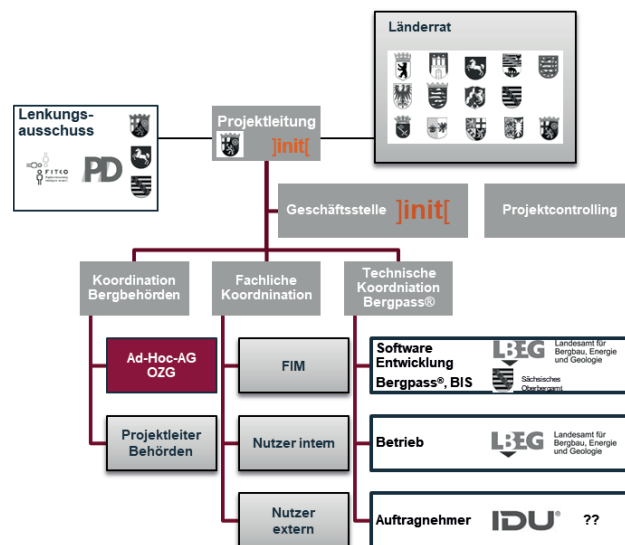 Länderrat
Lenkungs-
ausschuss
FITKO
PD
Projektleitung
]init[
Geschäftsstelle ]init[
Projektcontrolling
Koordination
Bergbehörden
Fachliche
Koordnination
Technische
Koordniation
Bergpass®
Ad-Hoc-AG
OZG
FIM
Software
Entwicklung
Bergpass®, BIS
LBEG Landesamt für
Bergbau, Energie
und Geologie
Sächsisches
Oberbergamt
Projektleiter
Behörden
Nutzer intern
Betrieb
LBEG Landesamt für
Bergbau, Energie
und Geologie
Nutzer
extern
Auftragnehmer IDU® ??